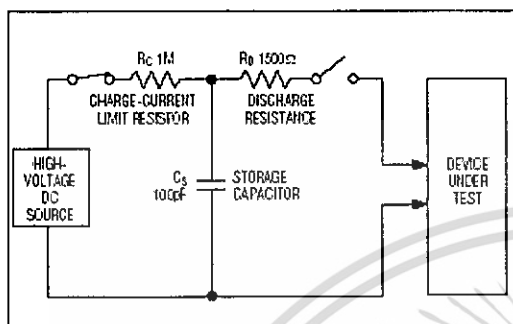 RC 1M
CHARGE-CURRENT
LIMIT RESISTOR
RD 1500Ω
DISCHARGE
RESISTANCE
HIGH-
VOLTAGE
DC
SOURCE
CS
100pF
STORAGE
CAPACITOR
DEVICE
UNDER
TEST